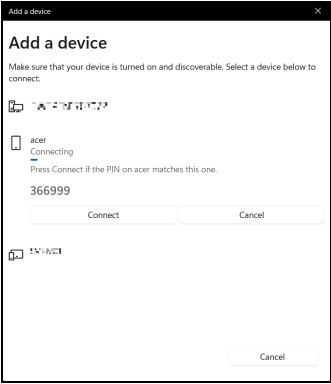 Add a device
Add a device
Make sure that your device is turned on and discoverable. Select a device below to
connect.
acer
Connecting
Press Connect if the PIN on acer matches this one.
366999
Connect Cancel
Cancel